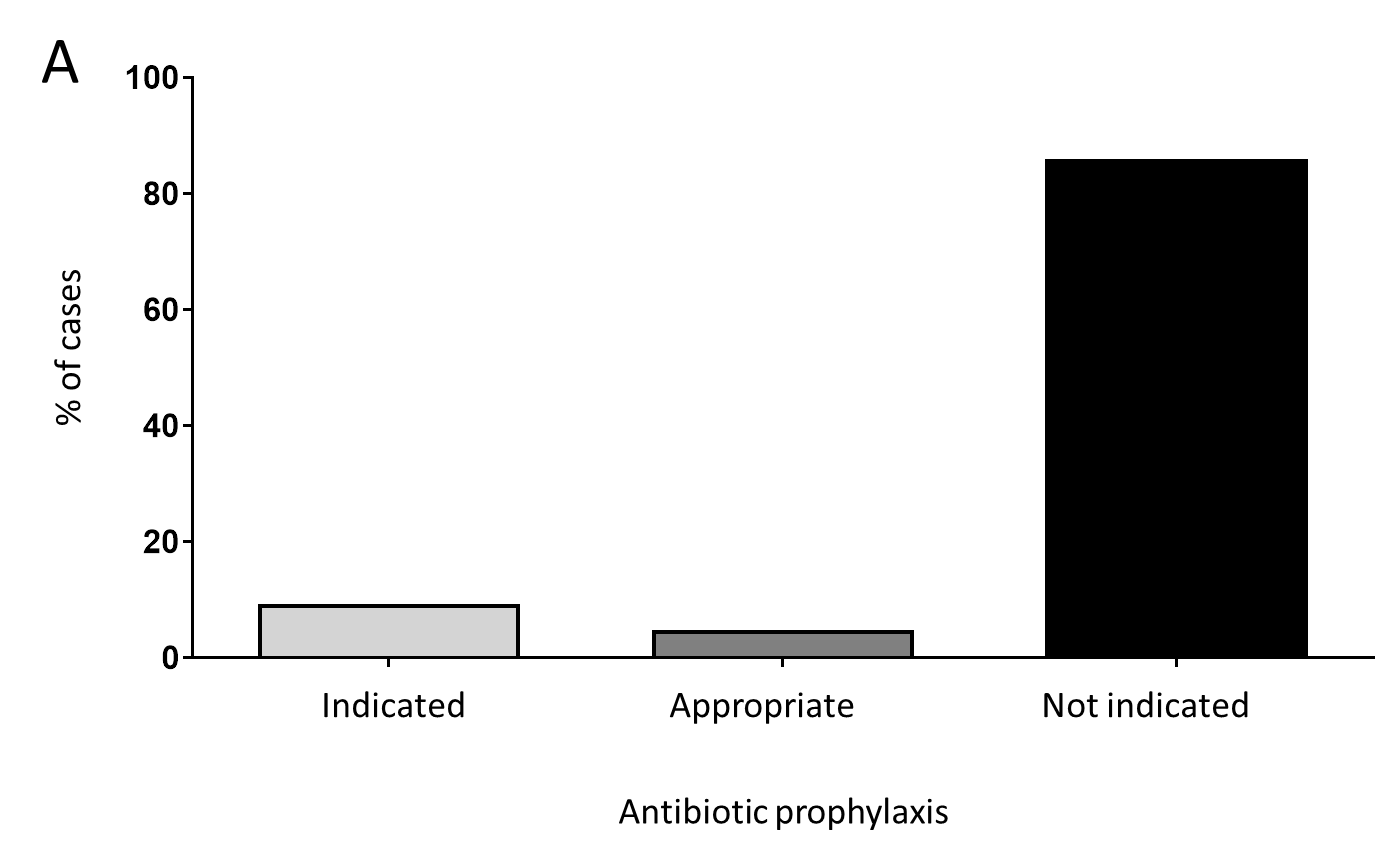 A
100
80
60
40
20
0
% of cases
Indicated
Appropriate
Not indicated
Antibiotic prophylaxis